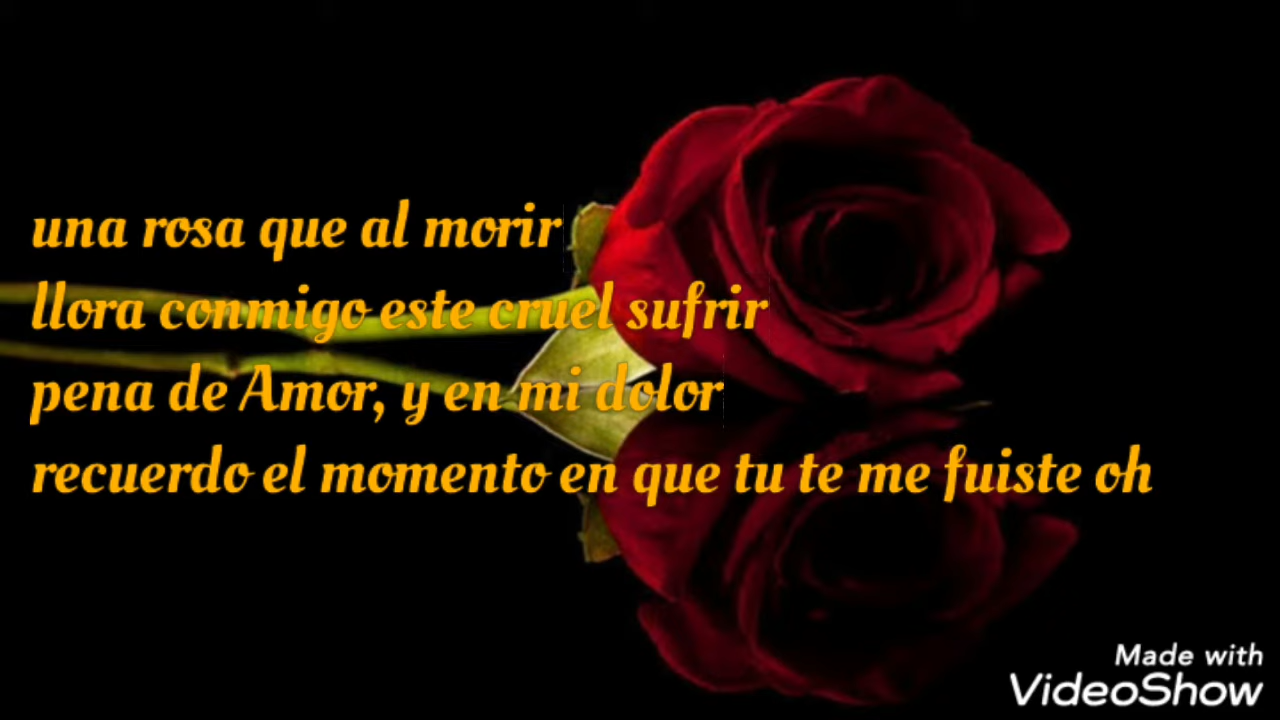 una rosa que al morir
llora conmigo este cruel sufrir
pena de Amor, y en mi dolor
recuerdo el momento en que tu te me fuiste oh
Made with
VideoShow